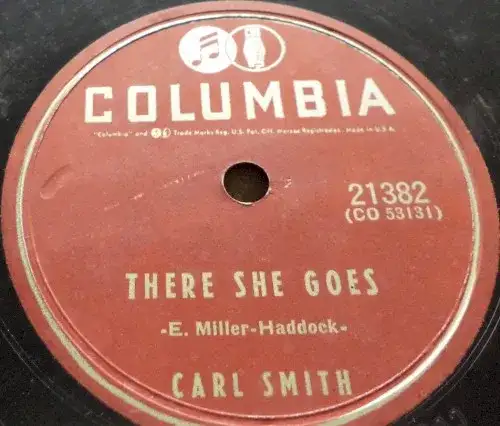 COLUMBIA
"Columbia" and Trade Marks Reg. U.S. Pat. Off. Marcas Registradas. Made in U.S.A.
21382
(CO 53131)
THERE SHE GOES
-E. Miller-Haddock-
CARL SMITH